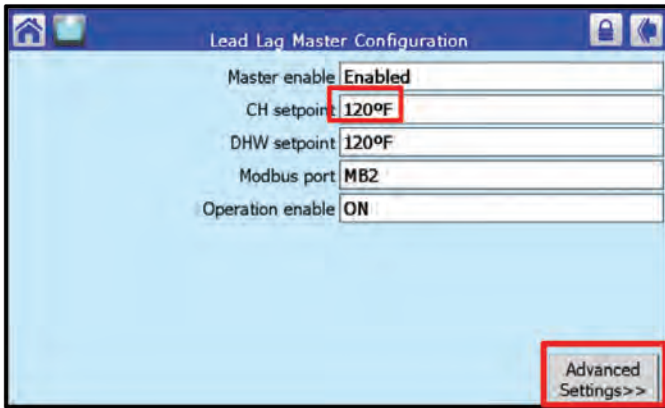 Lead Lag Master Configuration
Master enable Enabled
CH setpoint 120ºF
DHW setpoint 120ºF
Modbus port MB2
Operation enable ON
Advanced
Settings>>